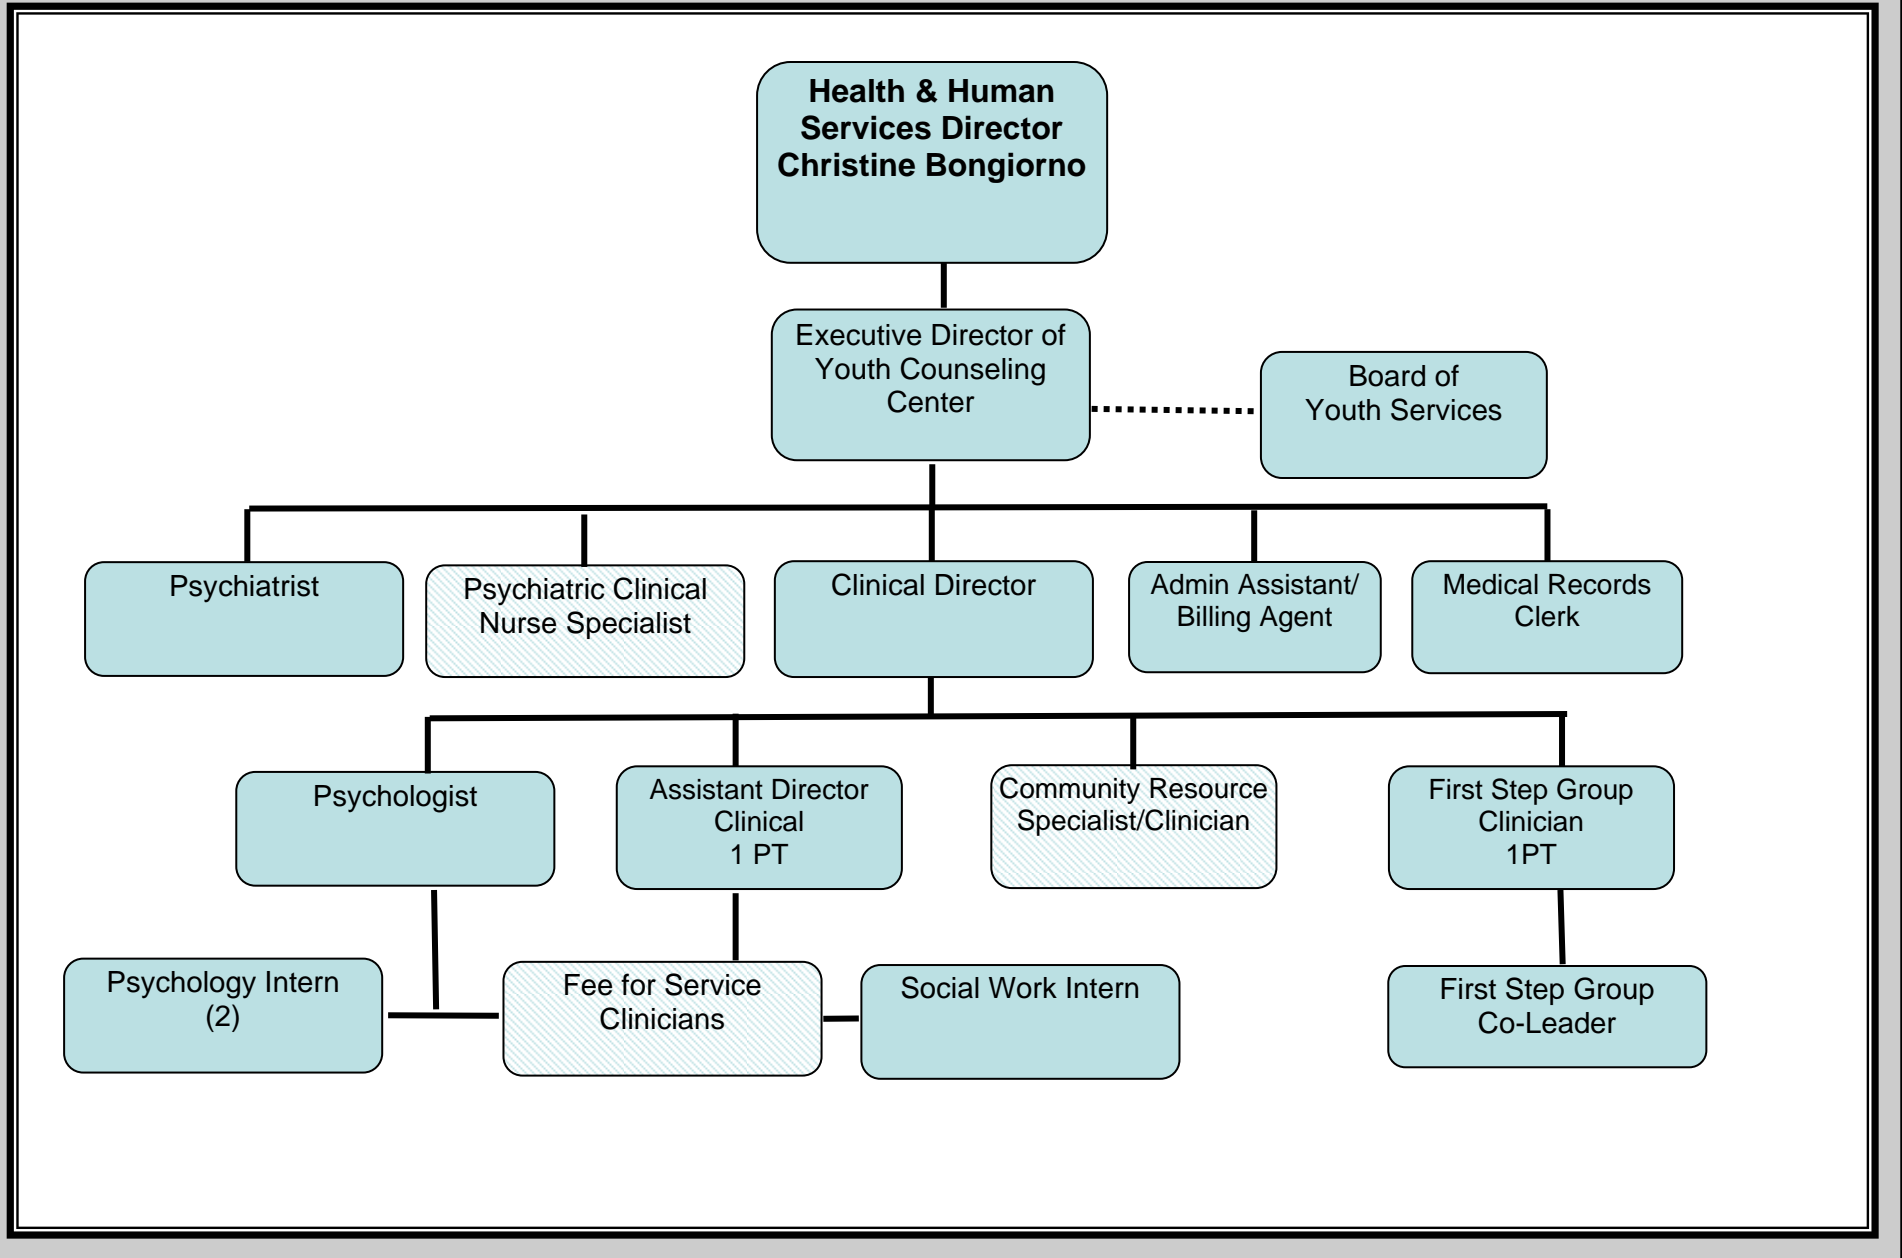 Health & Human
Services Director
Christine Bongiorno
Executive Director of
Youth Counseling
Center
Board of
Youth Services
Psychiatrist
Psychiatric Clinical
Nurse Specialist
Clinical Director
Admin Assistant/
Billing Agent
Medical Records
Clerk
Psychologist
Assistant Director
Clinical
1 PT
Community Resource
Specialist/Clinician
First Step Group
Clinician
1PT
Psychology Intern
(2)
Fee for Service
Clinicians
Social Work Intern
First Step Group
Co-Leader